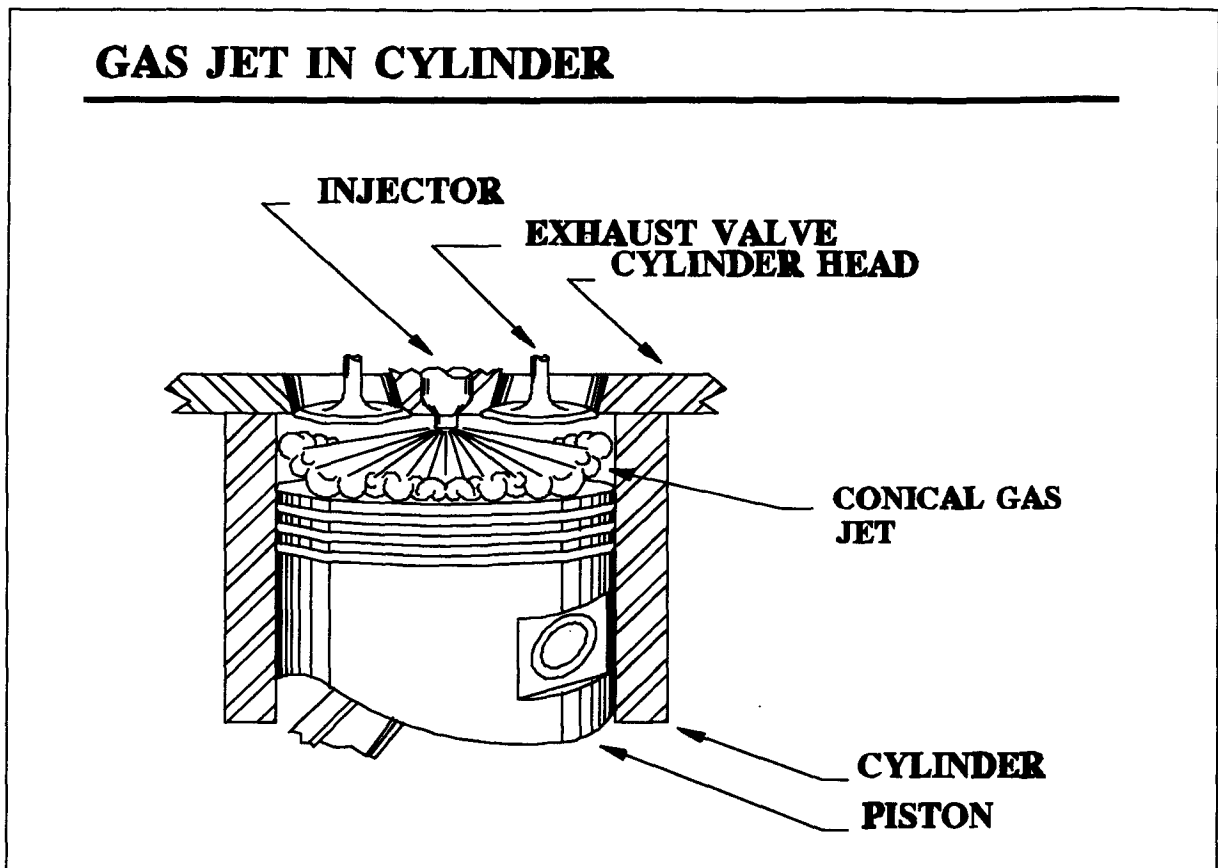 GAS JET IN CYLINDER
INJECTOR
EXHAUST VALVE
CYLINDER HEAD
CONICAL GAS
JET
CYLINDER
PISTON